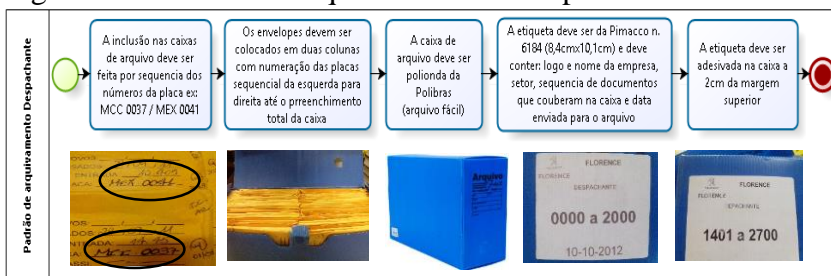 Padrão de arquivamento Despachante
A inclusão nas caixas
de arquivo deve ser
feita por sequencia dos
números da placa ex:
MCC 0037 / MEX 0041
Os envelopes devem ser
colocados em duas colunas
com numeração das placas
sequencial da esquerda para
direita até o prreenchimento
total da caixa
A caixa de
arquivo deve ser
polionda da
Polibras
(arquivo fácil)
A etiqueta deve ser da Pimacco n.
6184 (8,4cmx10,1cm) e deve
conter: logo e nome da empresa,
setor, sequencia de documentos
que couberam na caixa e data
enviada para o arquivo
A etiqueta deve ser
adesivada na caixa a
2cm da margem
superior
MCC 0037
Arquivo
FLORENCE
FLORENCE
DESPACHANTE
0000 a 2000
10-10-2012
FLORENCE
FLORENCE
DESPACHANTE
1401 a 2700